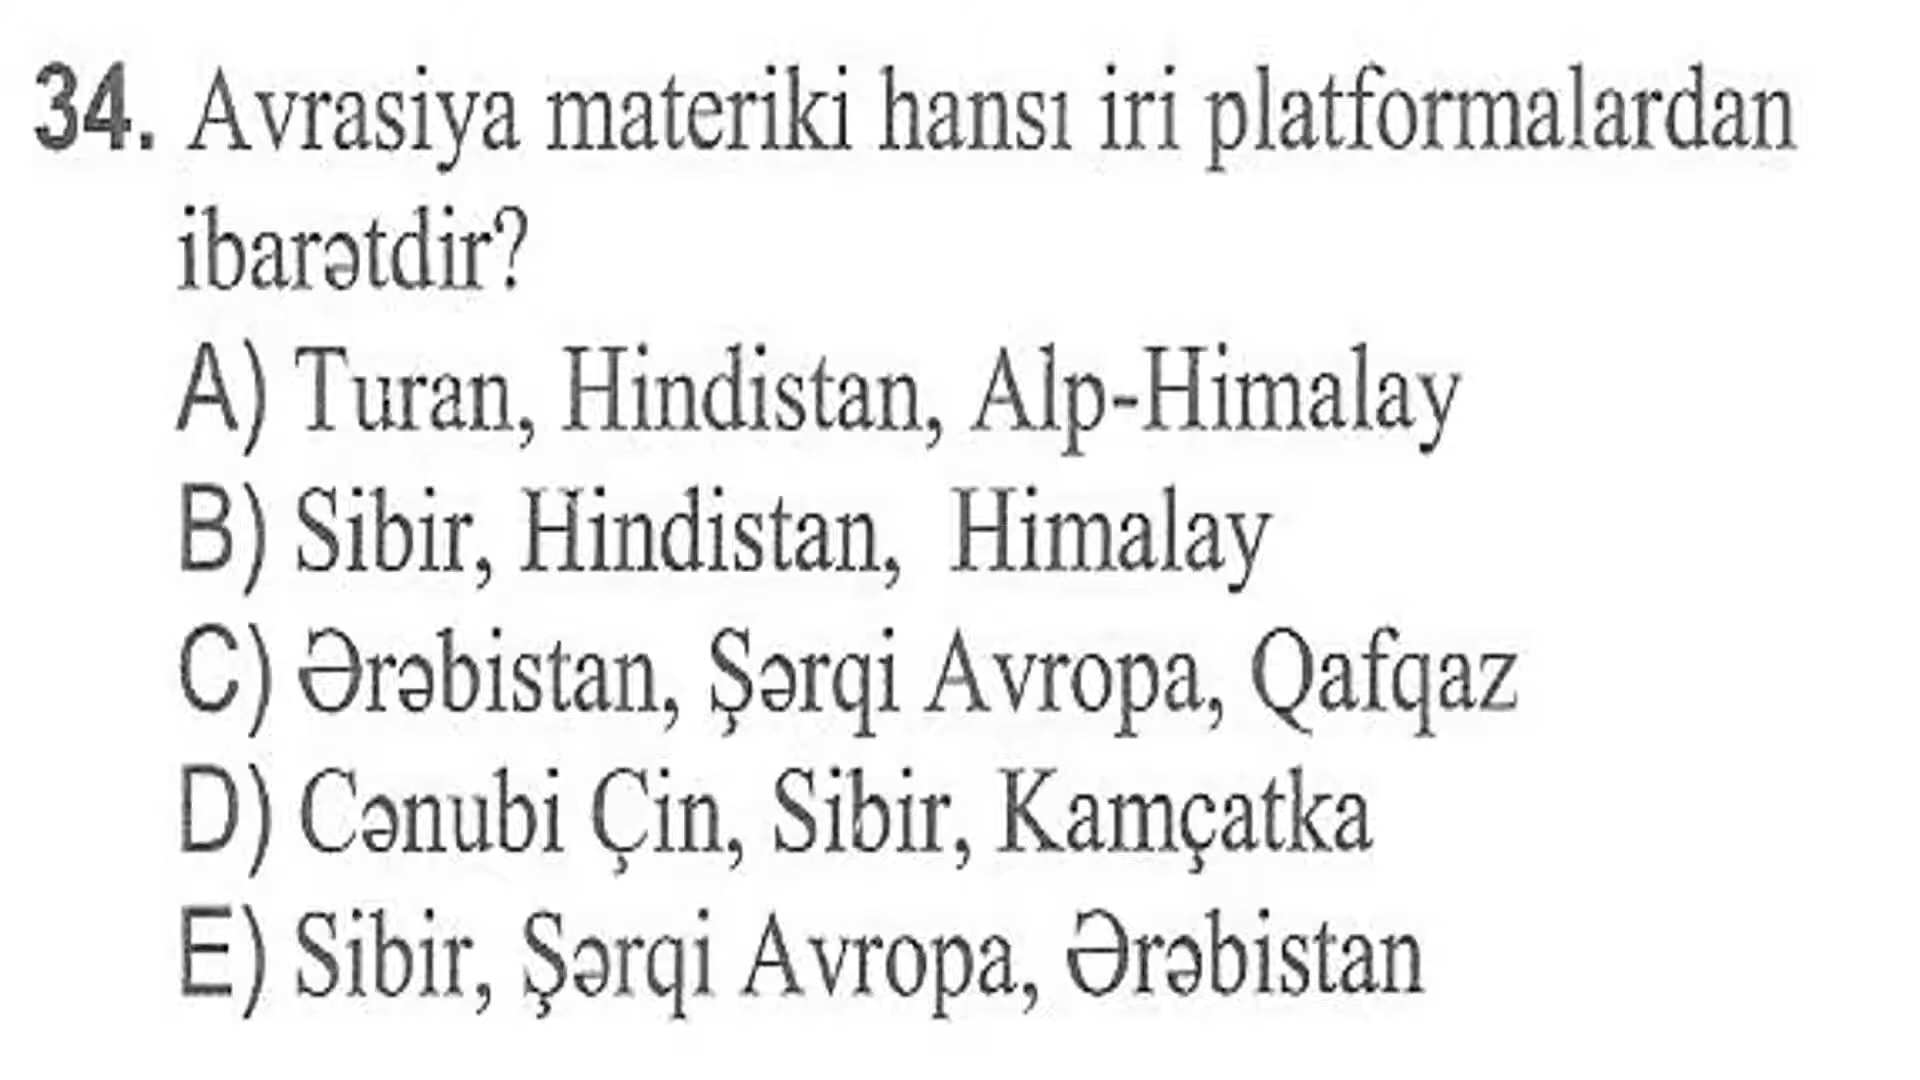 34. Avrasiya materiki hansı iri platformalardan
ibarətdir?
A) Turan, Hindistan, Alp-Himalay
B) Sibir, Hindistan, Himalay
C) Ərəbistan, Şərqi Avropa, Qafqaz
D) Cənubi Çin, Sibir, Kamçatka
E) Sibir, Şərqi Avropa, Ərəbistan